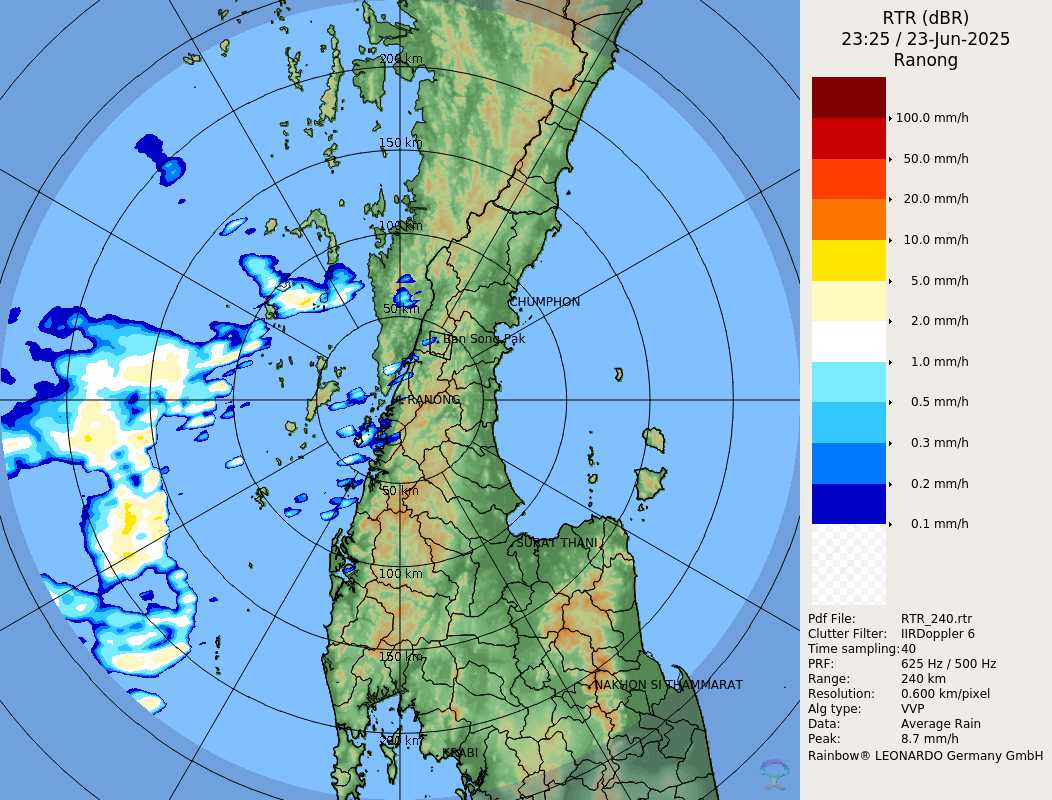 RTR (dBR)
23:25 / 23-Jun-2025
Ranong
100.0 mm/h
50.0 mm/h
20.0 mm/h
10.0 mm/h
5.0 mm/h
2.0 mm/h
1.0 mm/h
0.5 mm/h
0.3 mm/h
0.2 mm/h
0.1 mm/h
Pdf File: RTR_240.rtr
Clutter Filter: IIRDoppler 6
Time sampling:40
PRF: 625 Hz / 500 Hz
Range: 240 km
Resolution: 0.600 km/pixel
Alg type: VVP
Data: Average Rain
Peak: 8.7 mm/h
Rainbow® LEONARDO Germany GmbH
200 km
150 km
100 km
50 km
CHUMPHON
Ban Song Pak
RANONG
50 km
SURAT THANI
100 km
150 km
NAKHON SI THAMMARAT
200 km
KRABI